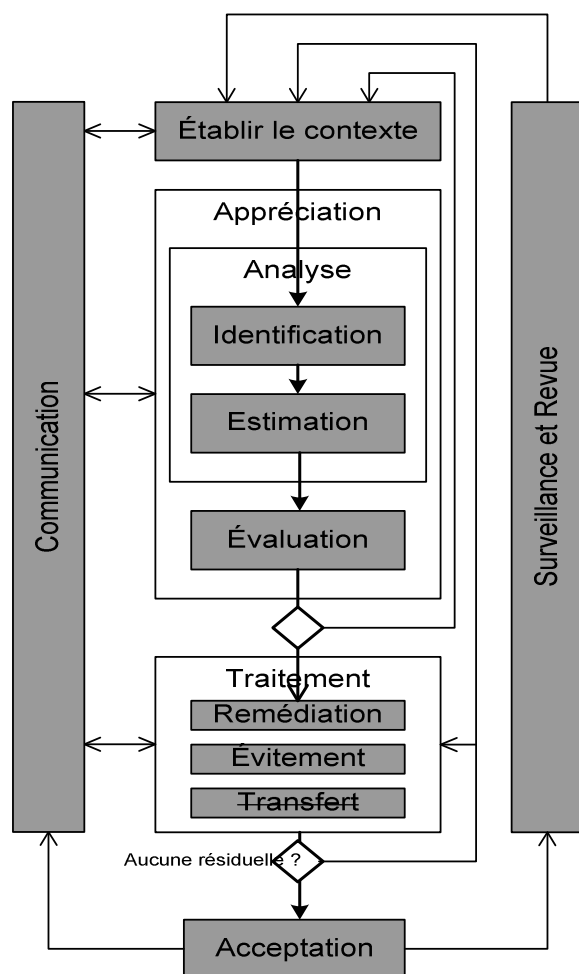 Établir le contexte
Appréciation
Analyse
Identification
Estimation
Évaluation
Traitement
Remédiation
Évitement
Transfert
Aucune résiduelle ?
Acceptation
Communication
Surveillance et Revue